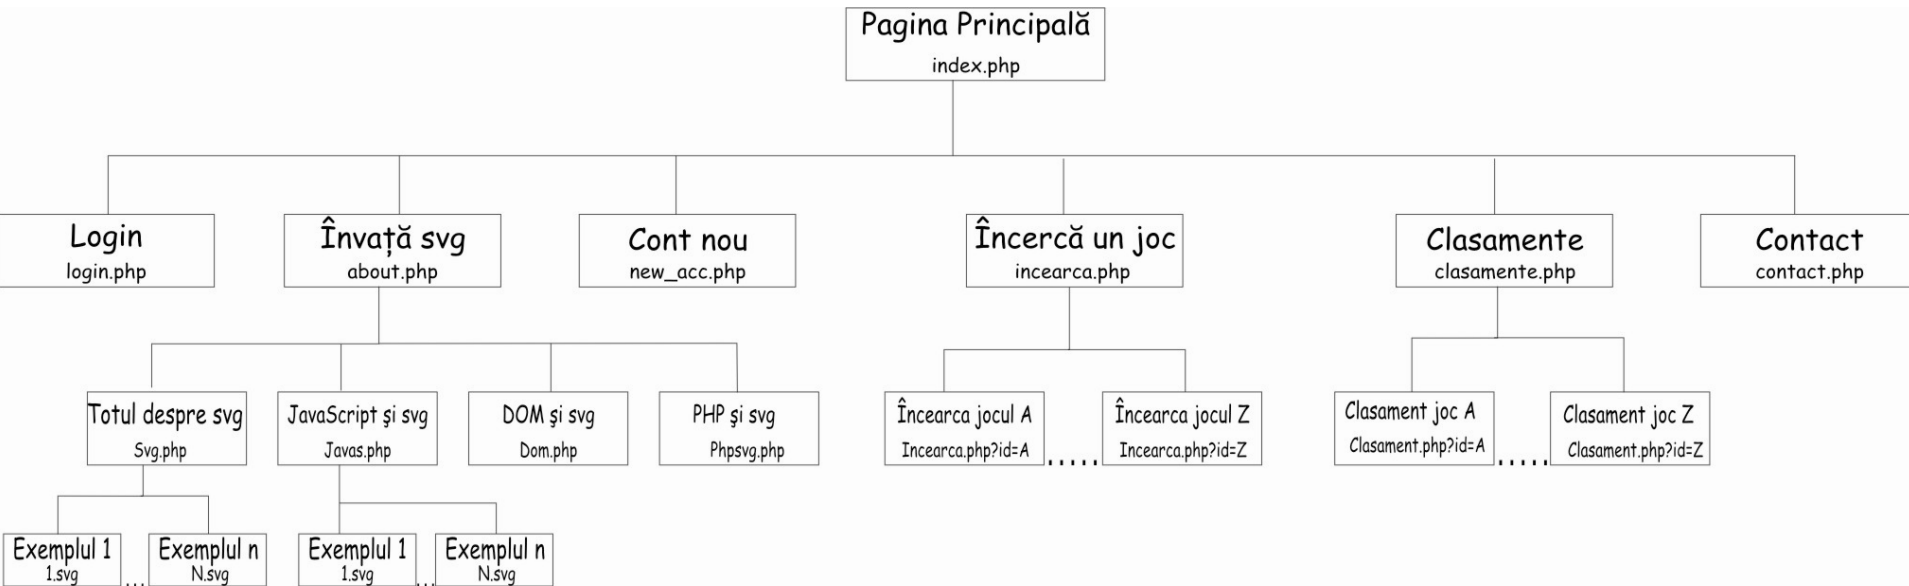 Pagina Principală
index.php
Login
login.php
Învață svg
about.php
Cont nou
new_acc.php
Încercă un joc
incearca.php
Clasamente
clasamente.php
Contact
contact.php
Totul despre svg
Svg.php
JavaScript şi svg
Javas.php
DOM şi svg
Dom.php
PHP şi svg
Phpsvg.php
Încearca jocul A
Incearca.php?id=A
.....
Încearca jocul Z
Incearca.php?id=Z
Clasament joc A
Clasament.php?id=A
.....
Clasament joc Z
Clasament.php?id=Z
Exemplul 1
1.svg
...
Exemplul n
N.svg
Exemplul 1
1.svg
...
Exemplul n
N.svg